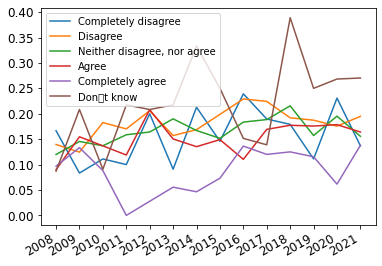 0.40
0.35
0.30
0.25
0.20
0.15
0.10
0.05
0.00
Completely disagree
Disagree
Neither disagree, nor agree
Agree
Completely agree
Don▯t know
2008 2009 2010 2011 2012 2013 2014 2015 2016 2017 2018 2019 2020 2021